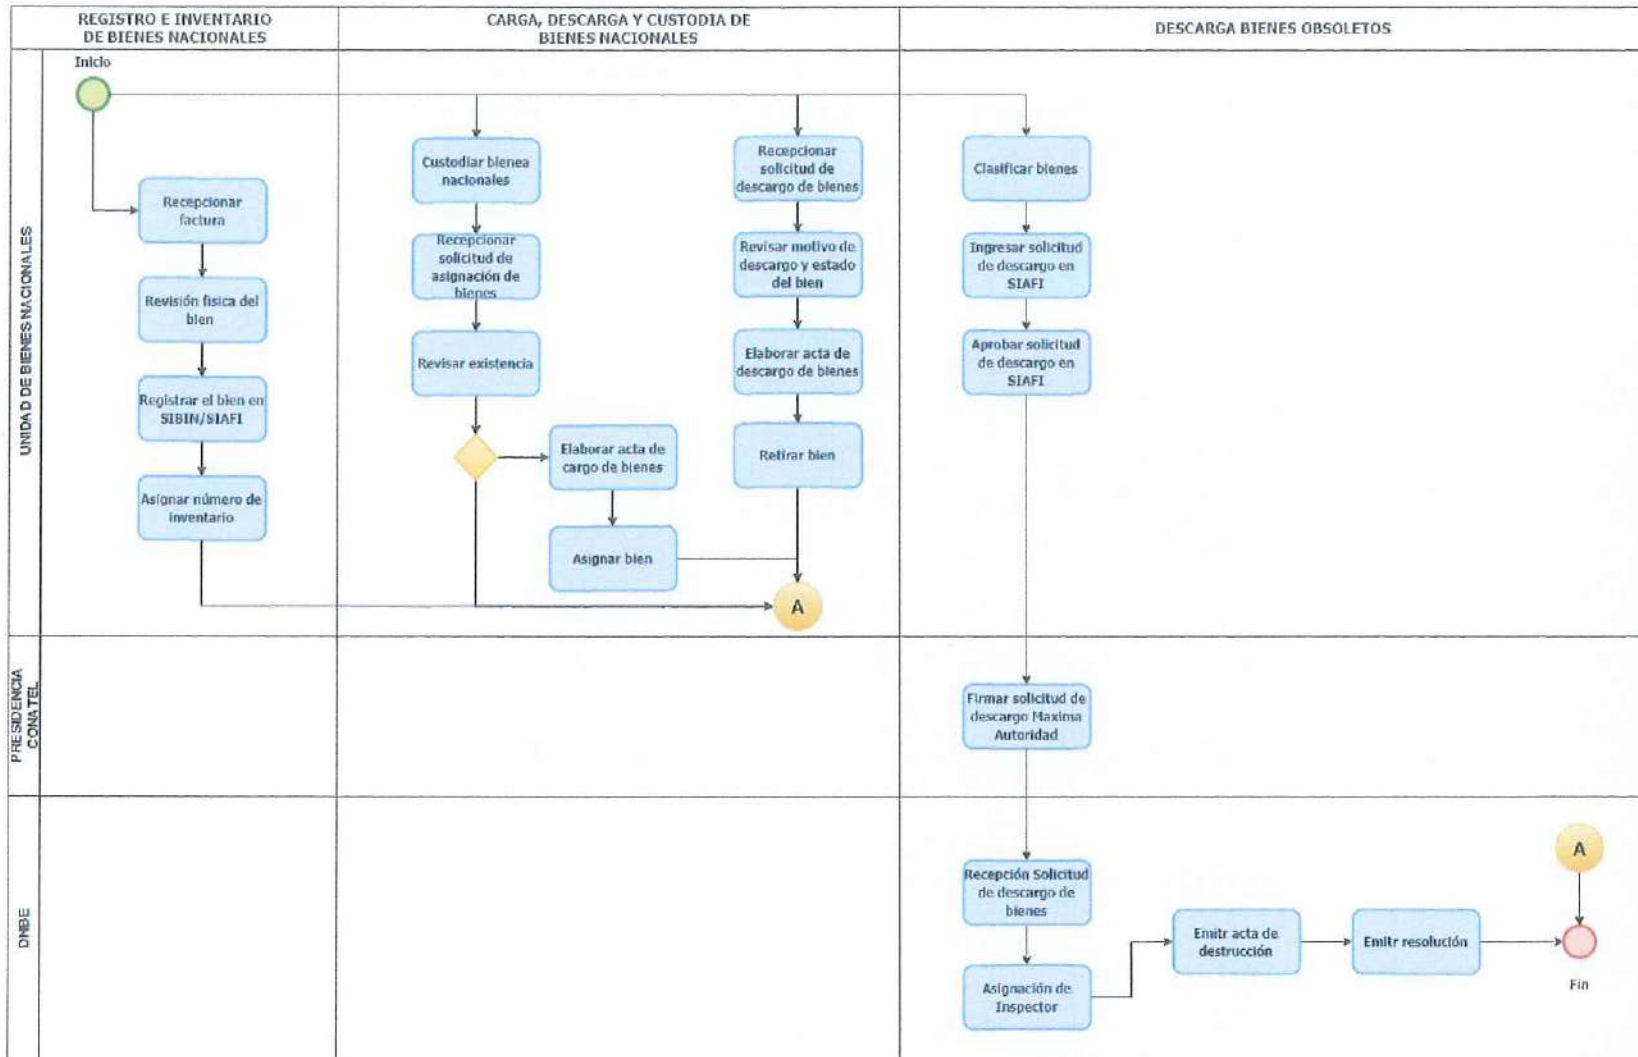 REGISTRO E INVENTARIO
DE BIENES NACIONALES
CARGA, DESCARGA Y CUSTODIA DE
BIENES NACIONALES
DESCARGA BIENES OBSOLETOS
UNIDAD DE BIENES NACIONALES
Inicio
Recepcionar
factura
Revisión fisica del
bien
Registrar el bien en
SIBIN/SIAFI
Asignar número de
inventario
Custodiar bienea
nacionales
Recepcionar
solicitud de
asignación de
bienes
Revisar existencia
Elaborar acta de
cargo de bienes
Asignar bien
Recepcionar
solicitud de
descargo de bienes
Revisar motivo de
descargo y estado
del bien
Elaborar acta de
descargo de bienes
Retirar bien
A
Clasificar bienes
Ingresar solicitud
de descargo en
SIAFI
Aprobar solicitud
de descargo en
SIAFI
PRESIDENCIA
CONATEL
Firmar solicitud de
descargo Maxima
Autoridad
DNBE
Recepción Solicitud
de descargo de
bienes
Asignación de
Inspector
Emitr acta de
destrucción
Emitr resolución
A
Fin